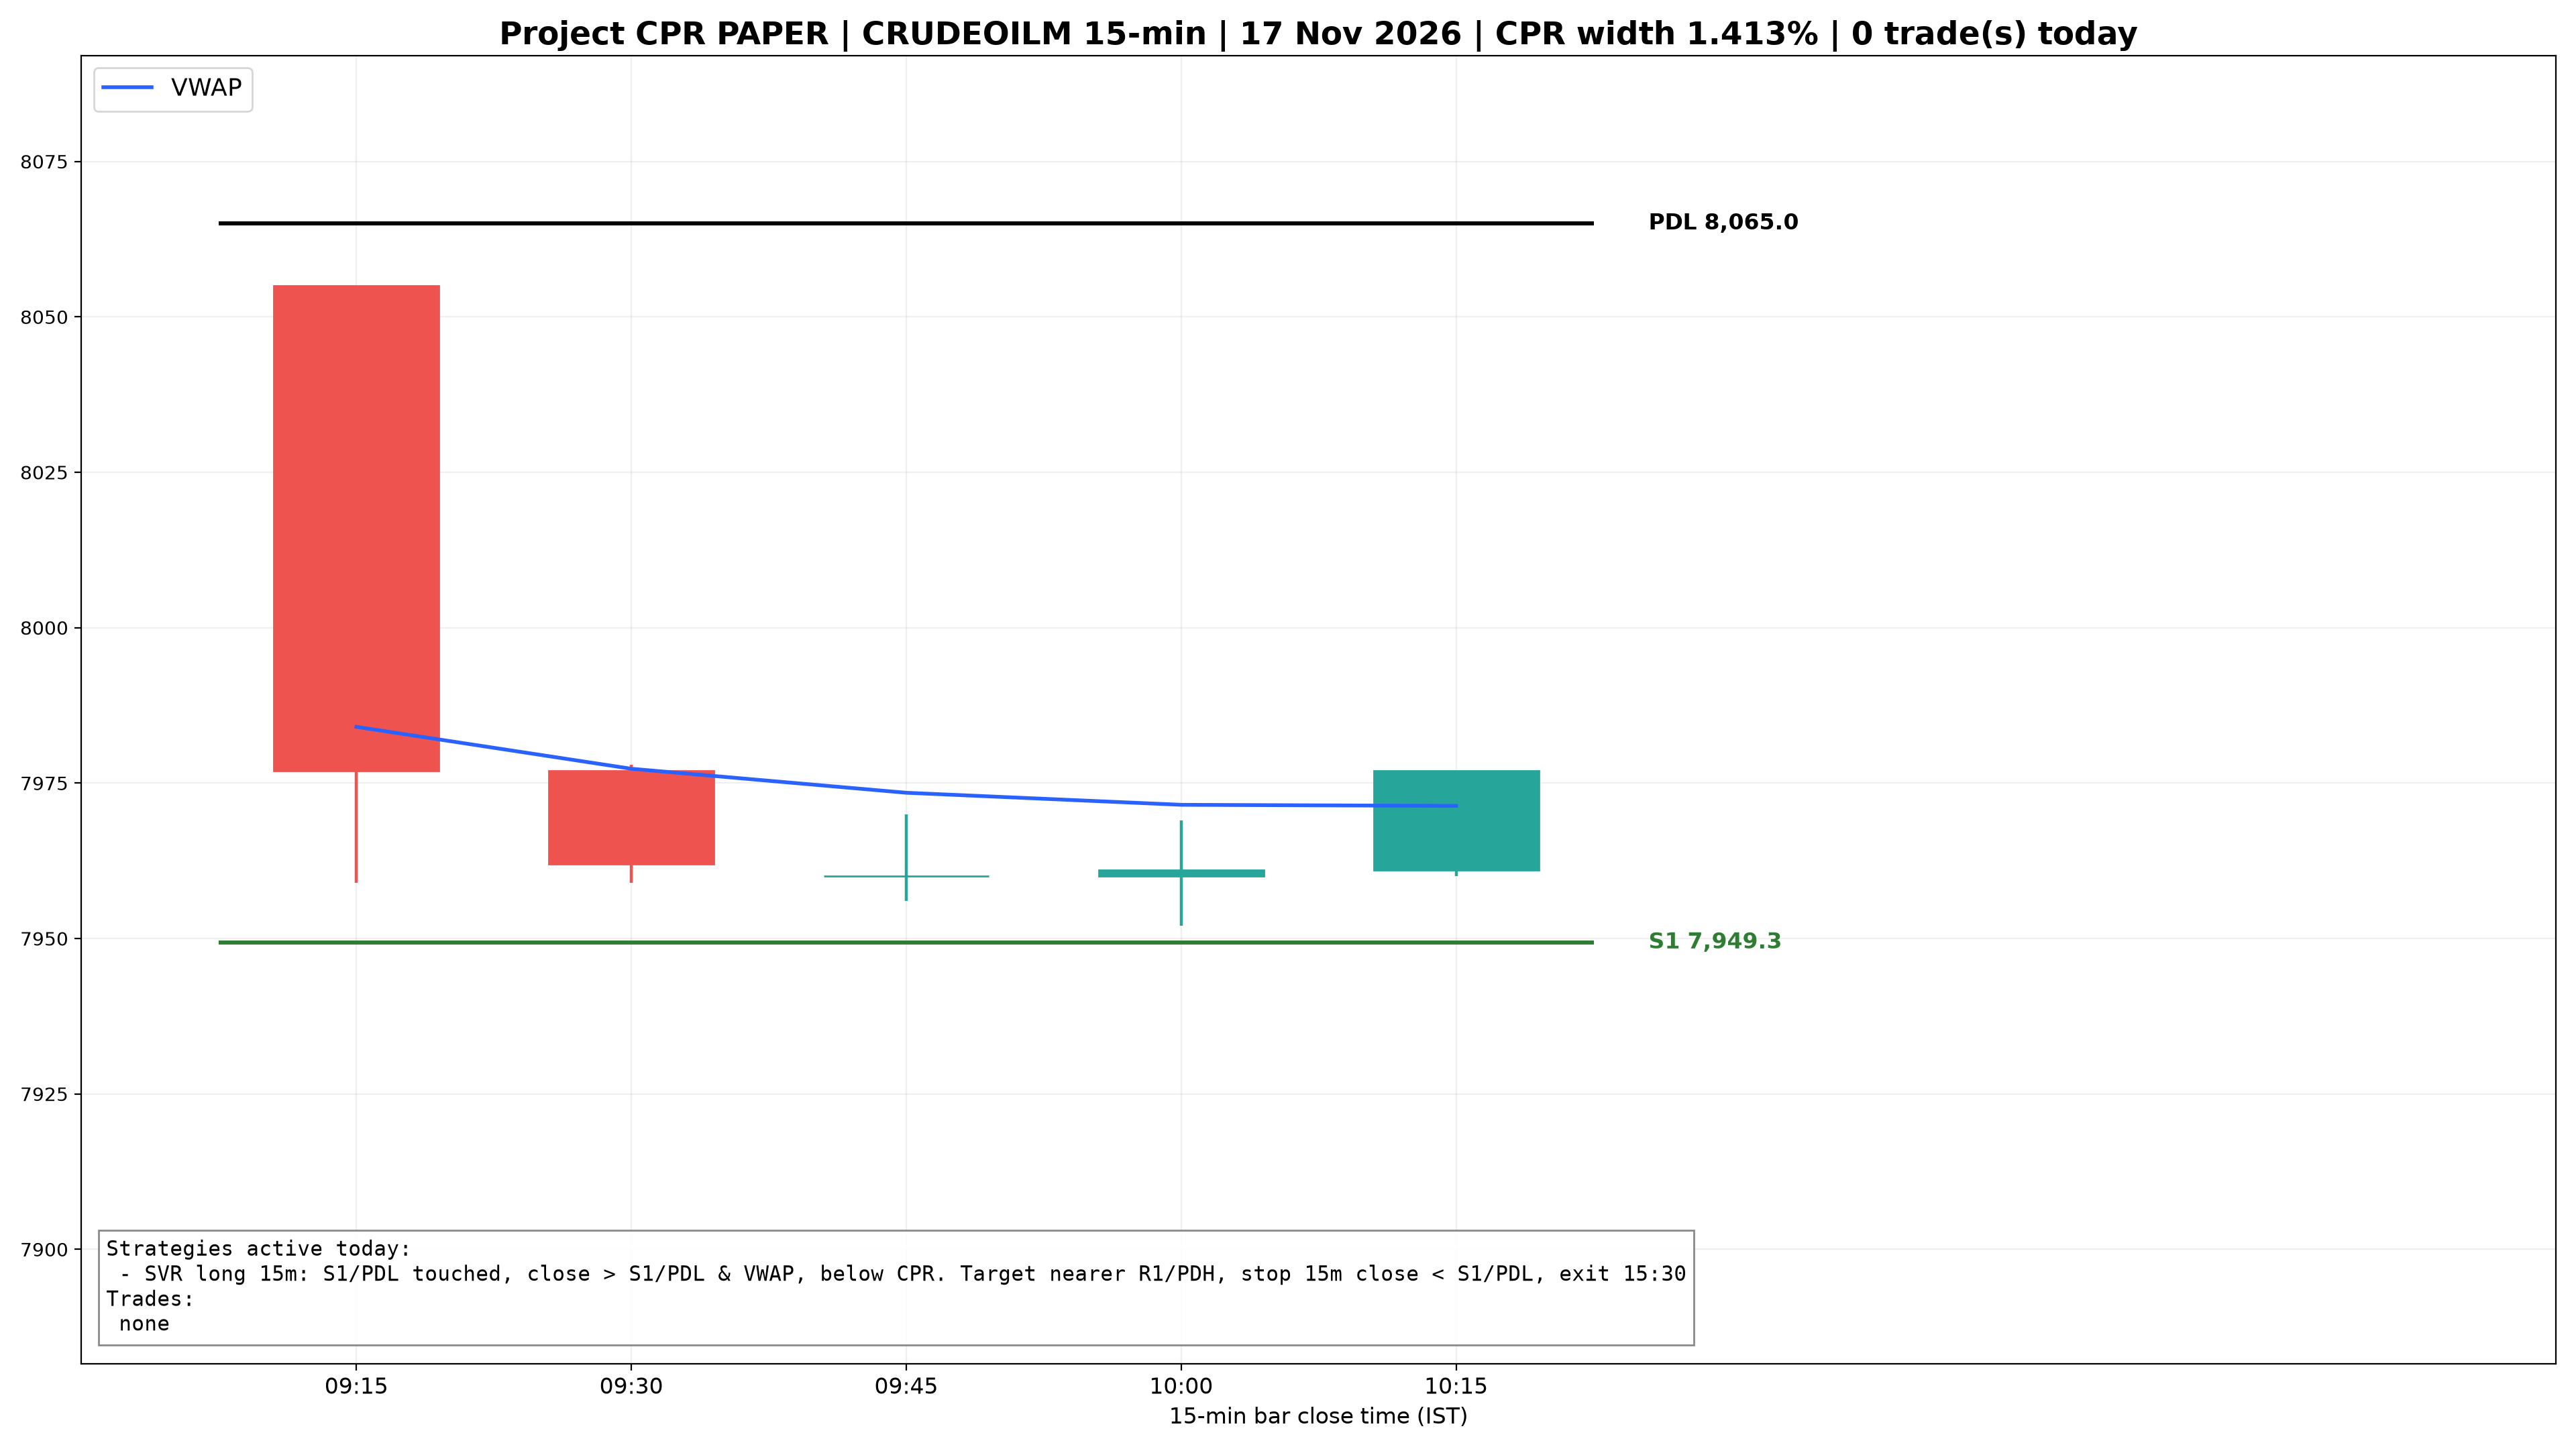 Project CPR PAPER | CRUDEOILM 15-min | 17 Nov 2026 | CPR width 1.413% | 0 trade(s) today
VWAP
8075
PDL 8,065.0
8050
8025
8000
7975
7950
S1 7,949.3
7925
7900
Strategies active today:
- SVR long 15m: S1/PDL touched, close > S1/PDL & VWAP, below CPR. Target nearer R1/PDH, stop 15m close < S1/PDL, exit 15:30
Trades:
none
09:15 09:30 09:45 10:00 10:15
15-min bar close time (IST)